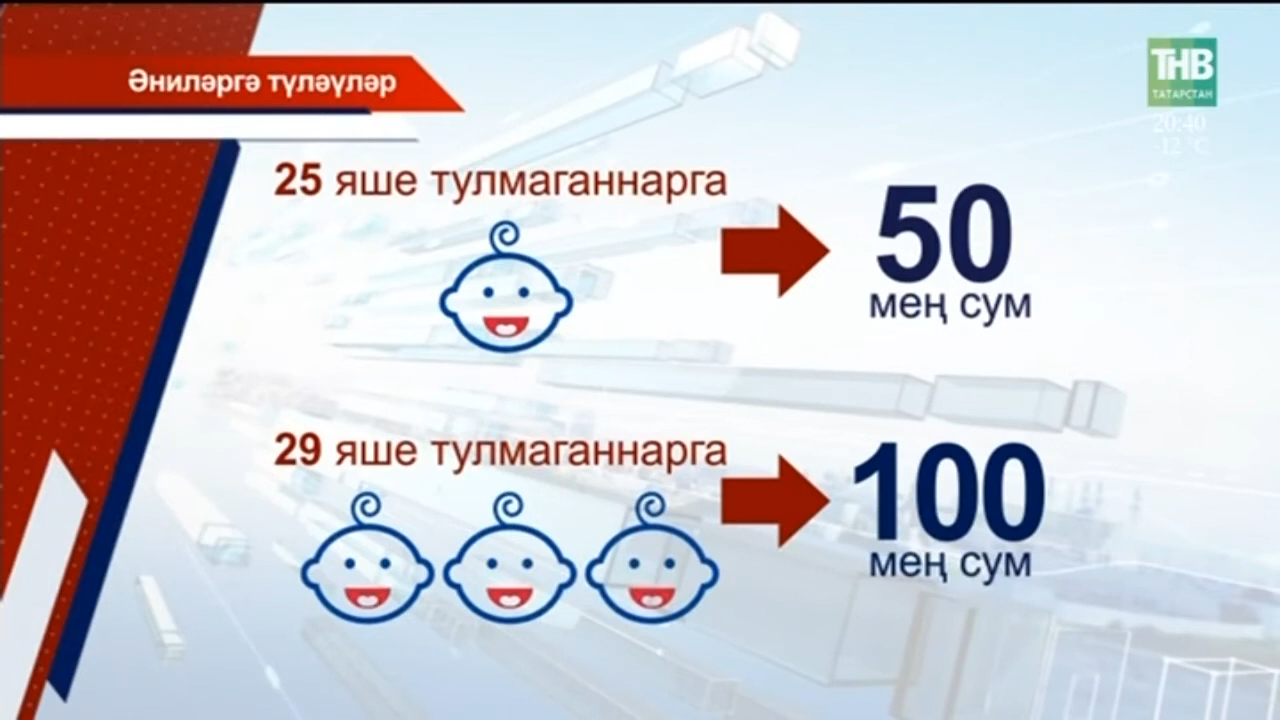 Әниләргә түләүләр
ТНВ
ТАТАРСТАН
20:40
-12 °C
25 яше тулмаганнарга
50
мең сум
29 яше тулмаганнарга
100
мең сум